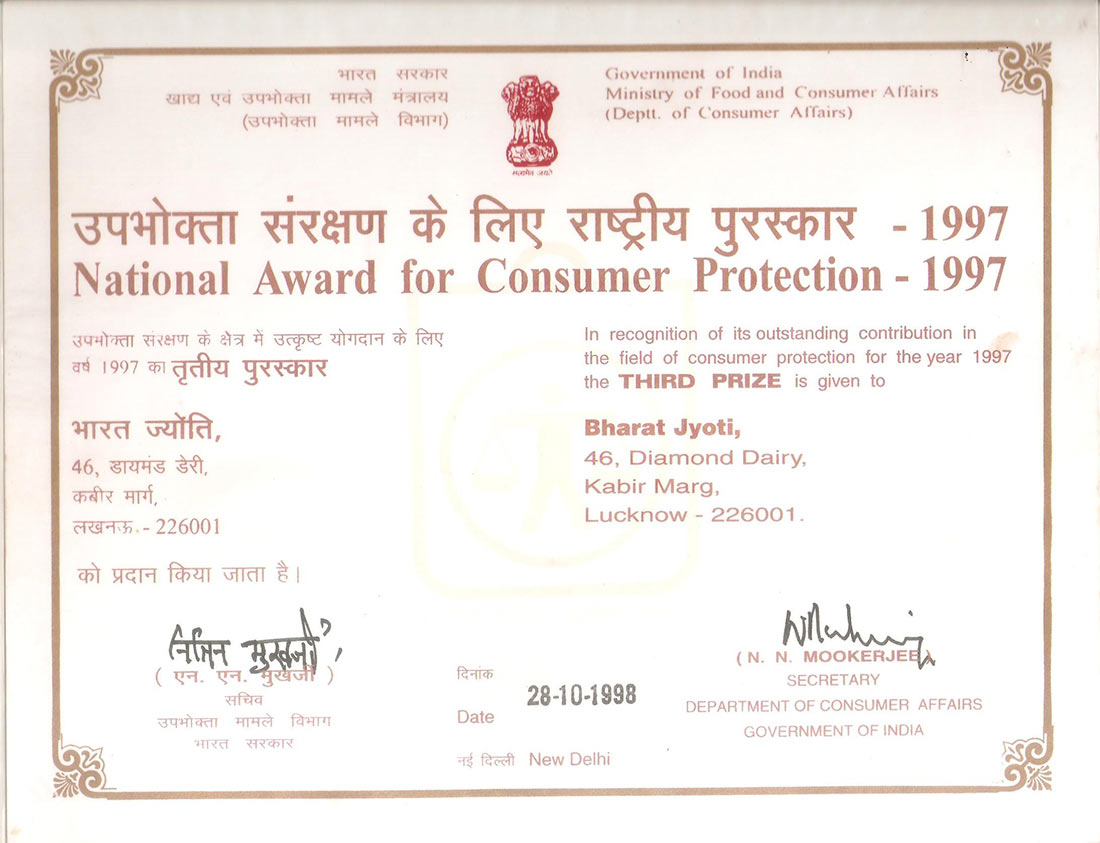 भारत सरकार
खाद्य एवं उपभोक्ता मामले मंत्रालय
(उपभोक्ता मामले विभाग)
Government of India
Ministry of Food and Consumer Affairs
(Deptt. of Consumer Affairs)
सत्यमेव जयते
उपभोक्ता संरक्षण के लिए राष्ट्रीय पुरस्कार - 1997
National Award for Consumer Protection - 1997
उपभोक्ता संरक्षण के क्षेत्र में उत्कृष्ट योगदान के लिए
वर्ष 1997 का तृतीय पुरस्कार
भारत ज्योंति,
46, डायमंड डेरी,
कबीर मार्ग,
लखनऊ.- 226001
को प्रदान किया जाता है।
In recognition of its outstanding contribution in
the field of consumer protection for the year 1997
the THIRD PRIZE is given to
Bharat Jyoti,
46, Diamond Dairy,
Kabir Marg,
Lucknow - 226001.
मुखर्जी
( एन. एन. मुखर्जी )
सचिव
उपभोक्ता मामले विभाग
भारत सरकार
दिनांक
Date
28-10-1998
नई दिल्ली New Delhi
( N. N. MOOKERJEE )
SECRETARY
DEPARTMENT OF CONSUMER AFFAIRS
GOVERNMENT OF INDIA